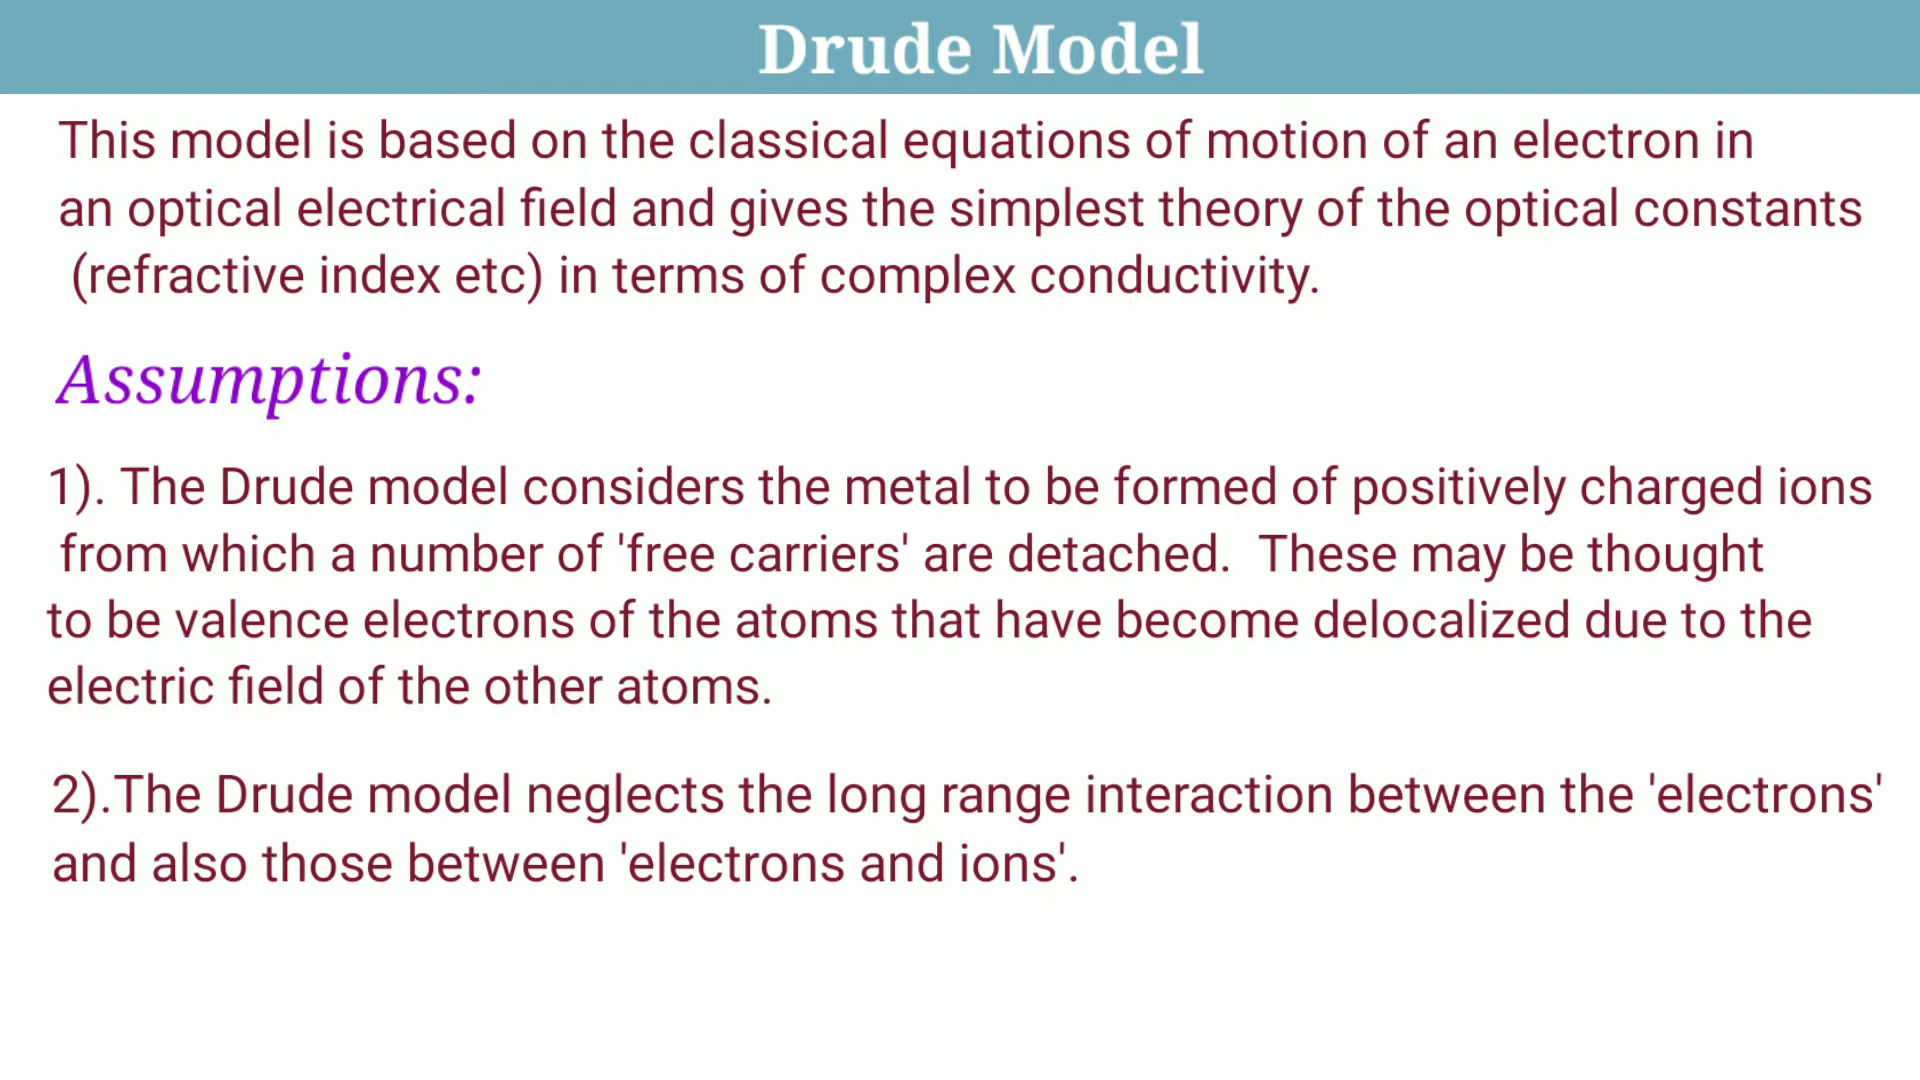 Drude Model
This model is based on the classical equations of motion of an electron in
an optical electrical field and gives the simplest theory of the optical constants
(refractive index etc) in terms of complex conductivity.
Assumptions:
1). The Drude model considers the metal to be formed of positively charged ions
from which a number of 'free carriers' are detached.  These may be thought
to be valence electrons of the atoms that have become delocalized due to the
electric field of the other atoms.
2).The Drude model neglects the long range interaction between the 'electrons'
and also those between 'electrons and ions'.